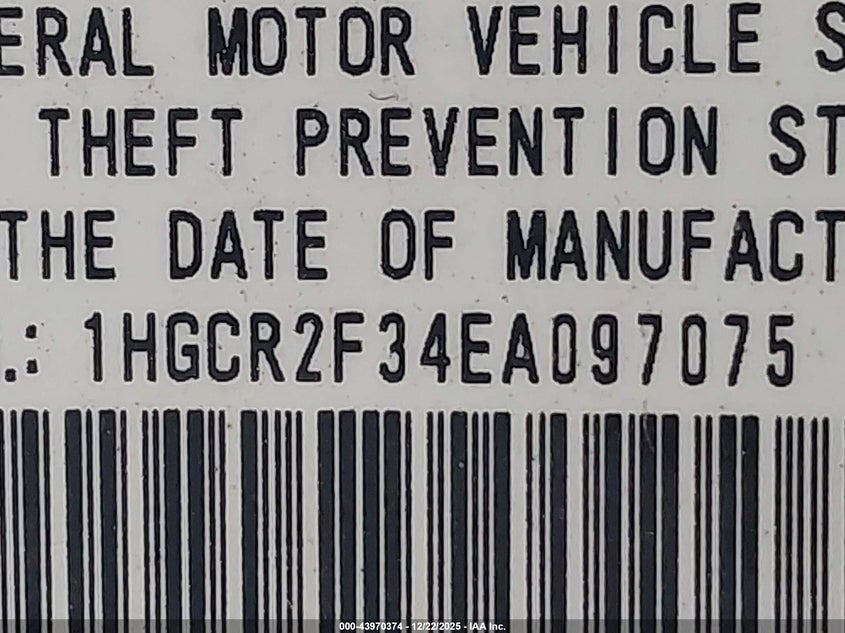 ERAL MOTOR VEHICLE S
THEFT PREVENTION ST
THE DATE OF MANUFACT
.: 1HGCR2F34EA097075
000-43970374 - 12/22/2025 - IAA Inc.